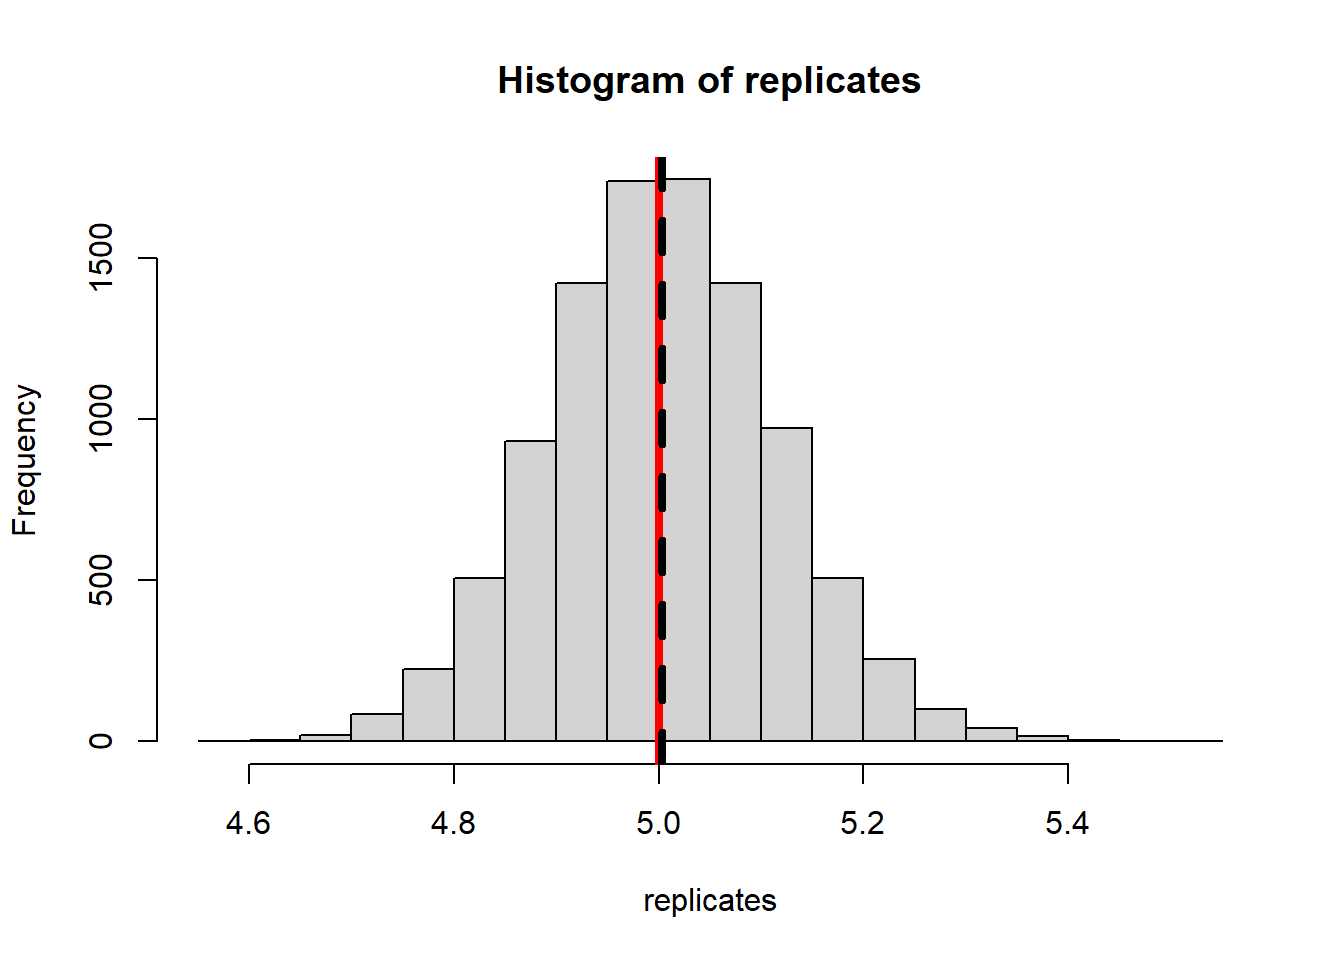 Histogram of replicates
Frequency
1500
1000
500
0
4.6 4.8 5.0 5.2 5.4
replicates